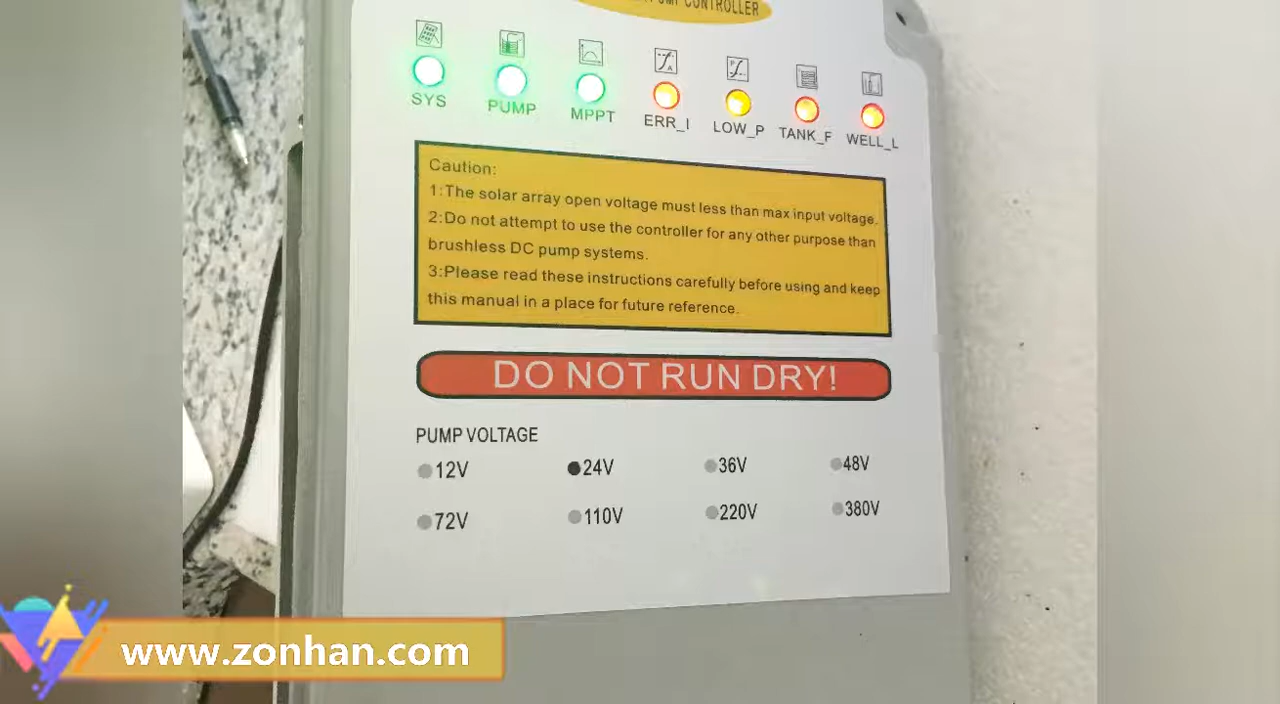 CONTROLLER
SYS PUMP MPPT ERR_I LOW_P TANK_F WELL_L
Caution:
1:The solar array open voltage must less than max input voltage.
2:Do not attempt to use the controller for any other purpose than
brushless DC pump systems.
3:Please read these instructions carefully before using and keep
this manual in a place for future reference.
DO NOT RUN DRY!
PUMP VOLTAGE
12V 24V 36V 48V
72V 110V 220V 380V
www.zonhan.com